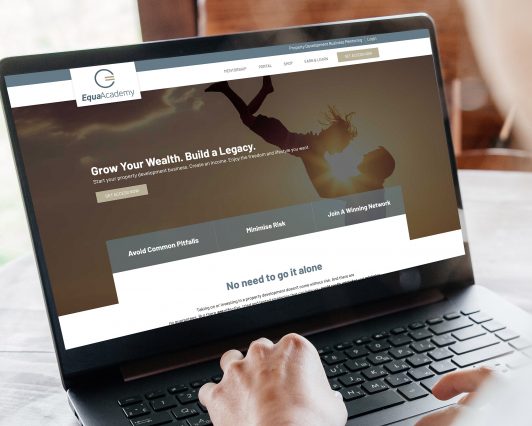 Property Development Business Mentoring | Login
EquaAcademy
MENTORSHIP PORTAL SHOP EARN & LEARN GET ACCESS NOW
Grow Your Wealth. Build a Legacy.
Start your property development business. Create an income. Enjoy the freedom and lifestyle you want
GET ACCESS NOW
Avoid Common Pitfalls Minimise Risk Join A Winning Network
No need to go it alone
Taking on or investing in a property development doesn't come without risk. And there are